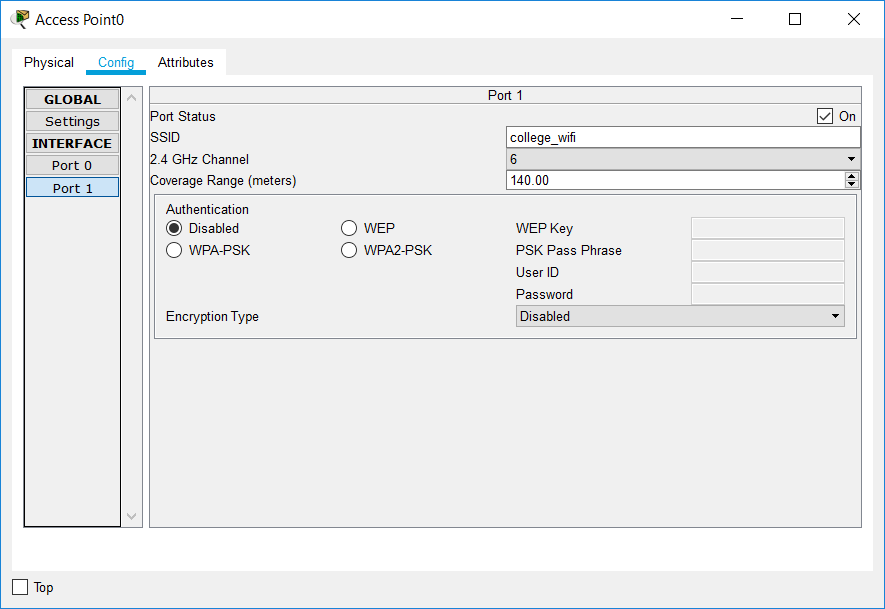 Access Point0
Physical Config Attributes
GLOBAL
Settings
INTERFACE
Port 0
Port 1
Port 1
Port Status On
SSID college_wifi
2.4 GHz Channel 6
Coverage Range (meters) 140.00
Authentication
Disabled WEP WEP Key
WPA-PSK WPA2-PSK PSK Pass Phrase
User ID
Password
Encryption Type Disabled
Top